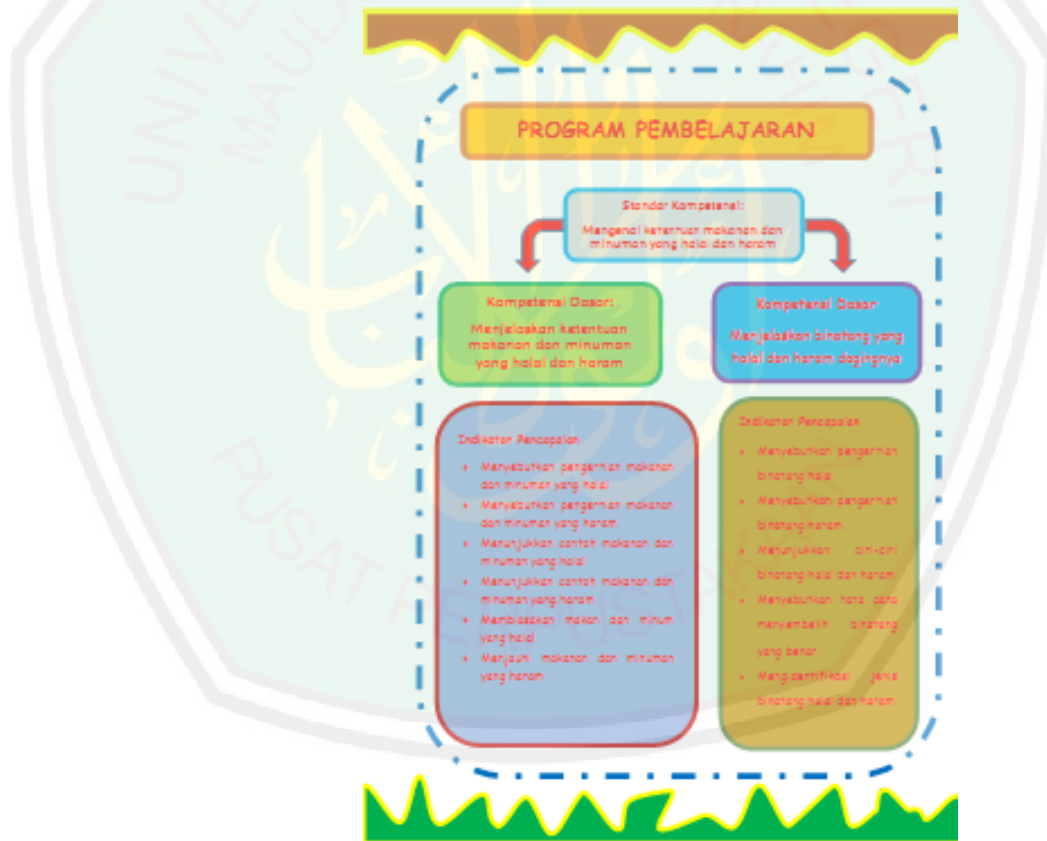 PROGRAM PEMBELAJARAN
Standar Kompetensi:
Mengenal ketentuan makanan dan
minuman yang halal dan haram
Kompetensi Dasar:
Menjelaskan ketentuan
makanan dan minuman
yang halal dan haram
Kompetensi Dasar
Menjelaskan binatang yang
halal dan haram dagingnya
Indikator Pencapaian
• Menyebutkan pengertian makanan
dan minuman yang halal
• Menyebutkan pengertian makanan
dan minuman yang haram
• Menunjukkan contoh makanan dan
minuman yang halal
• Menunjukkan contoh makanan dan
minuman yang haram
• Membiasakan makan dan minum
yang halal
• Menjauhi makanan dan minuman
yang haram
Indikator Pencapaian
• Menyebutkan pengertian
binatang halal
• Menyebutkan pengertian
binatang haram
• Menunjukkan ciri-ciri
binatang halal dan haram
• Menyebutkan tata cara
menyembelih binatang
yang benar
• Mengidentifikasi jenis
binatang halal dan haram
PUSAT